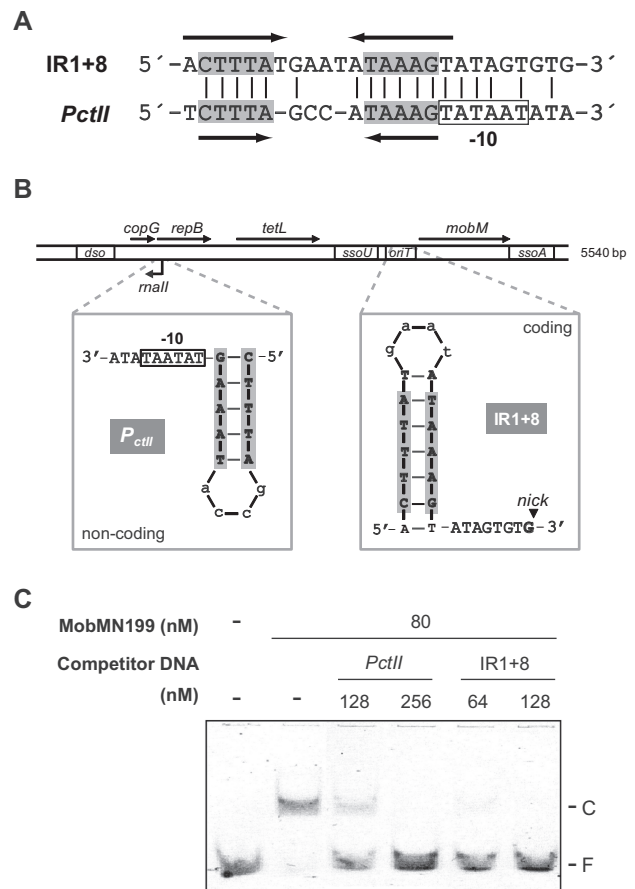 A
IR1+8 5´-ACTTTATGAATATAAAGTATAGTGTG-3´
PctII 5´-TCTTTA-GCC-ATAAAGTATAATATA-3´
-10
B
copG repB tetL mobM
dso ssoU oriT ssoA 5540 bp
rnaII
-10
3´-ATATAATATG-C-5´
A T
A T
A T
T A
a g
c c
PctII
non-coding
a a
g t
T A
A T
T A
T A
T A
C G
5´-A T-ATAGTGTG-3´
coding
IR1+8
nick
C
MobMN199 (nM) - 80
Competitor DNA PctII IR1+8
(nM) - - 128 256 64 128
- C
- F